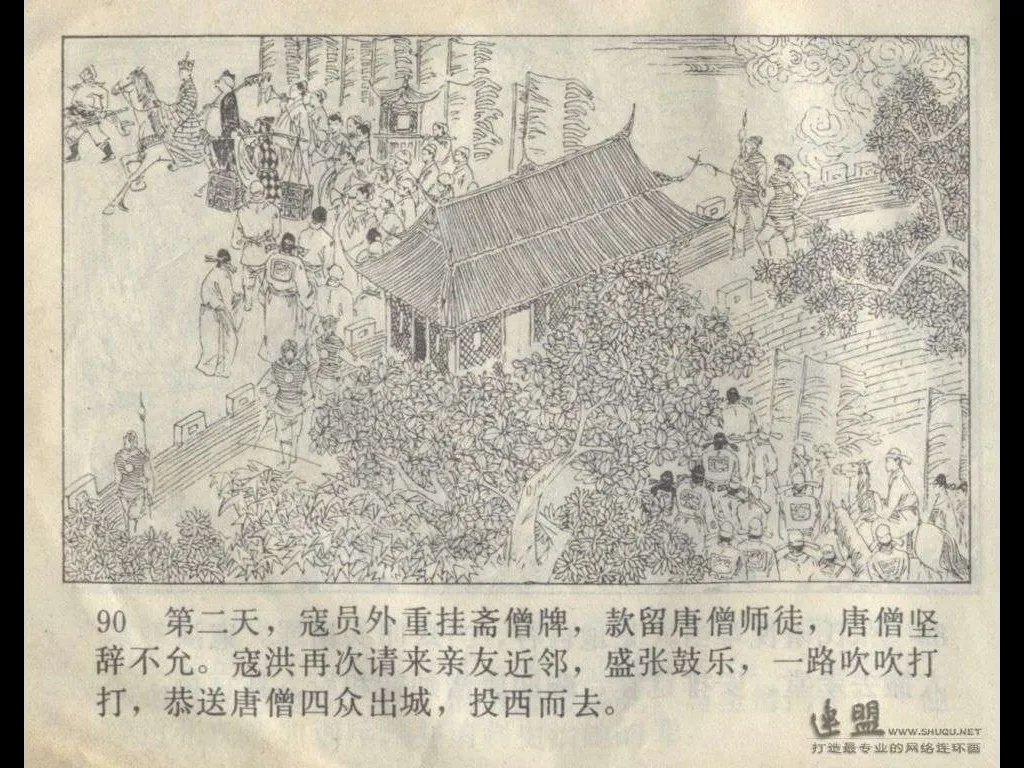 90 第二天，寇员外重挂斋僧牌，款留唐僧师徒，唐僧坚
辞不允。寇洪再次请来亲友近邻，盛张鼓乐，一路吹吹打
打，恭送唐僧四众出城，投西而去。
连盟 WWW.SHUQU.NET
打造最专业的网络连环画